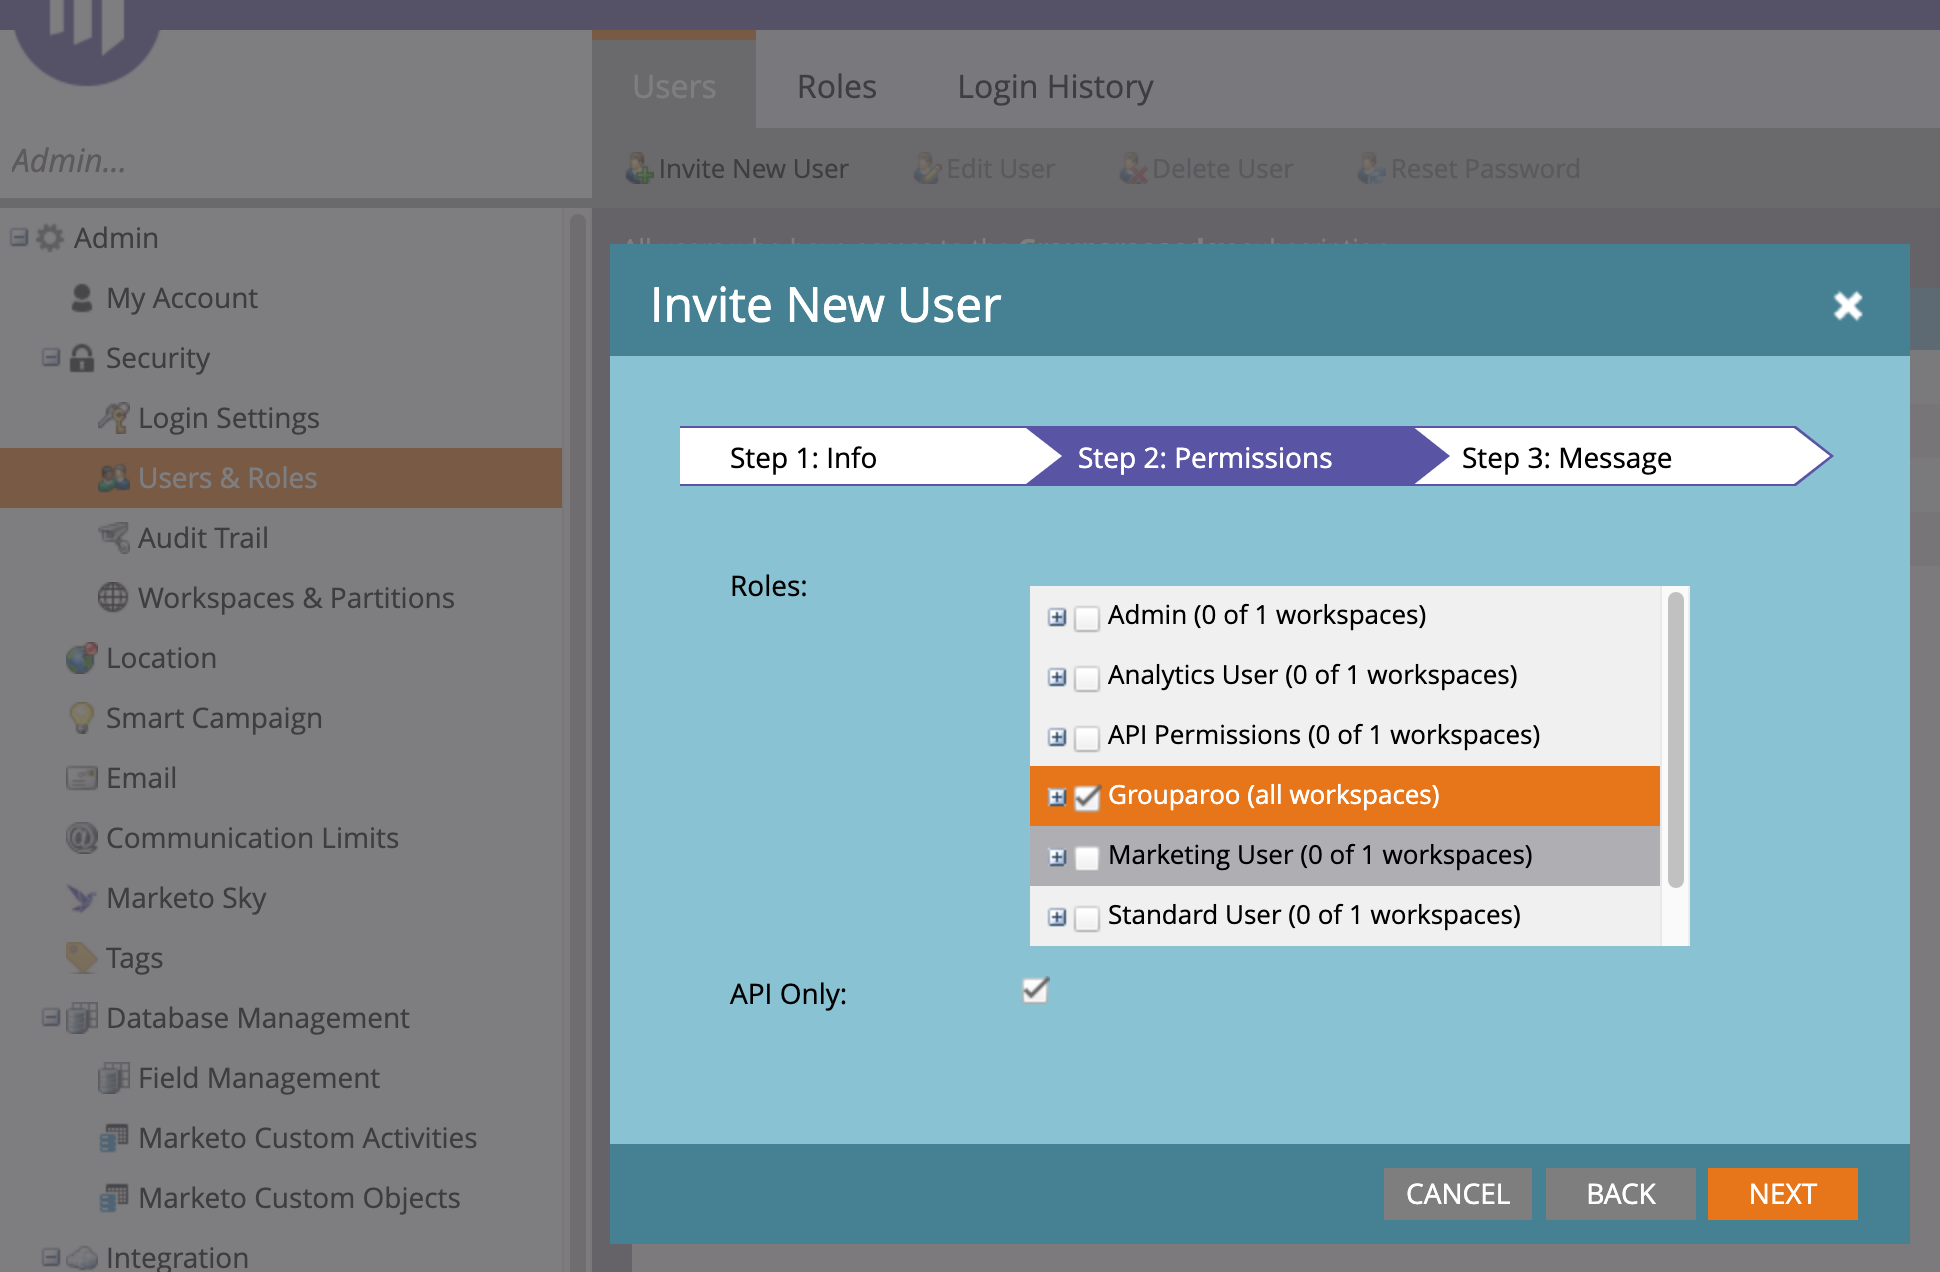 Users
Roles
Login History
Admin...
Invite New User
Edit User
Delete User
Reset Password
Admin
My Account
Security
Login Settings
Users & Roles
Audit Trail
Workspaces & Partitions
Location
Smart Campaign
Email
Communication Limits
Marketo Sky
Tags
Database Management
Field Management
Marketo Custom Activities
Marketo Custom Objects
Integration
Invite New User
Step 1: Info
Step 2: Permissions
Step 3: Message
Roles:
Admin (0 of 1 workspaces)
Analytics User (0 of 1 workspaces)
API Permissions (0 of 1 workspaces)
Grouparoo (all workspaces)
Marketing User (0 of 1 workspaces)
Standard User (0 of 1 workspaces)
API Only:
CANCEL
BACK
NEXT